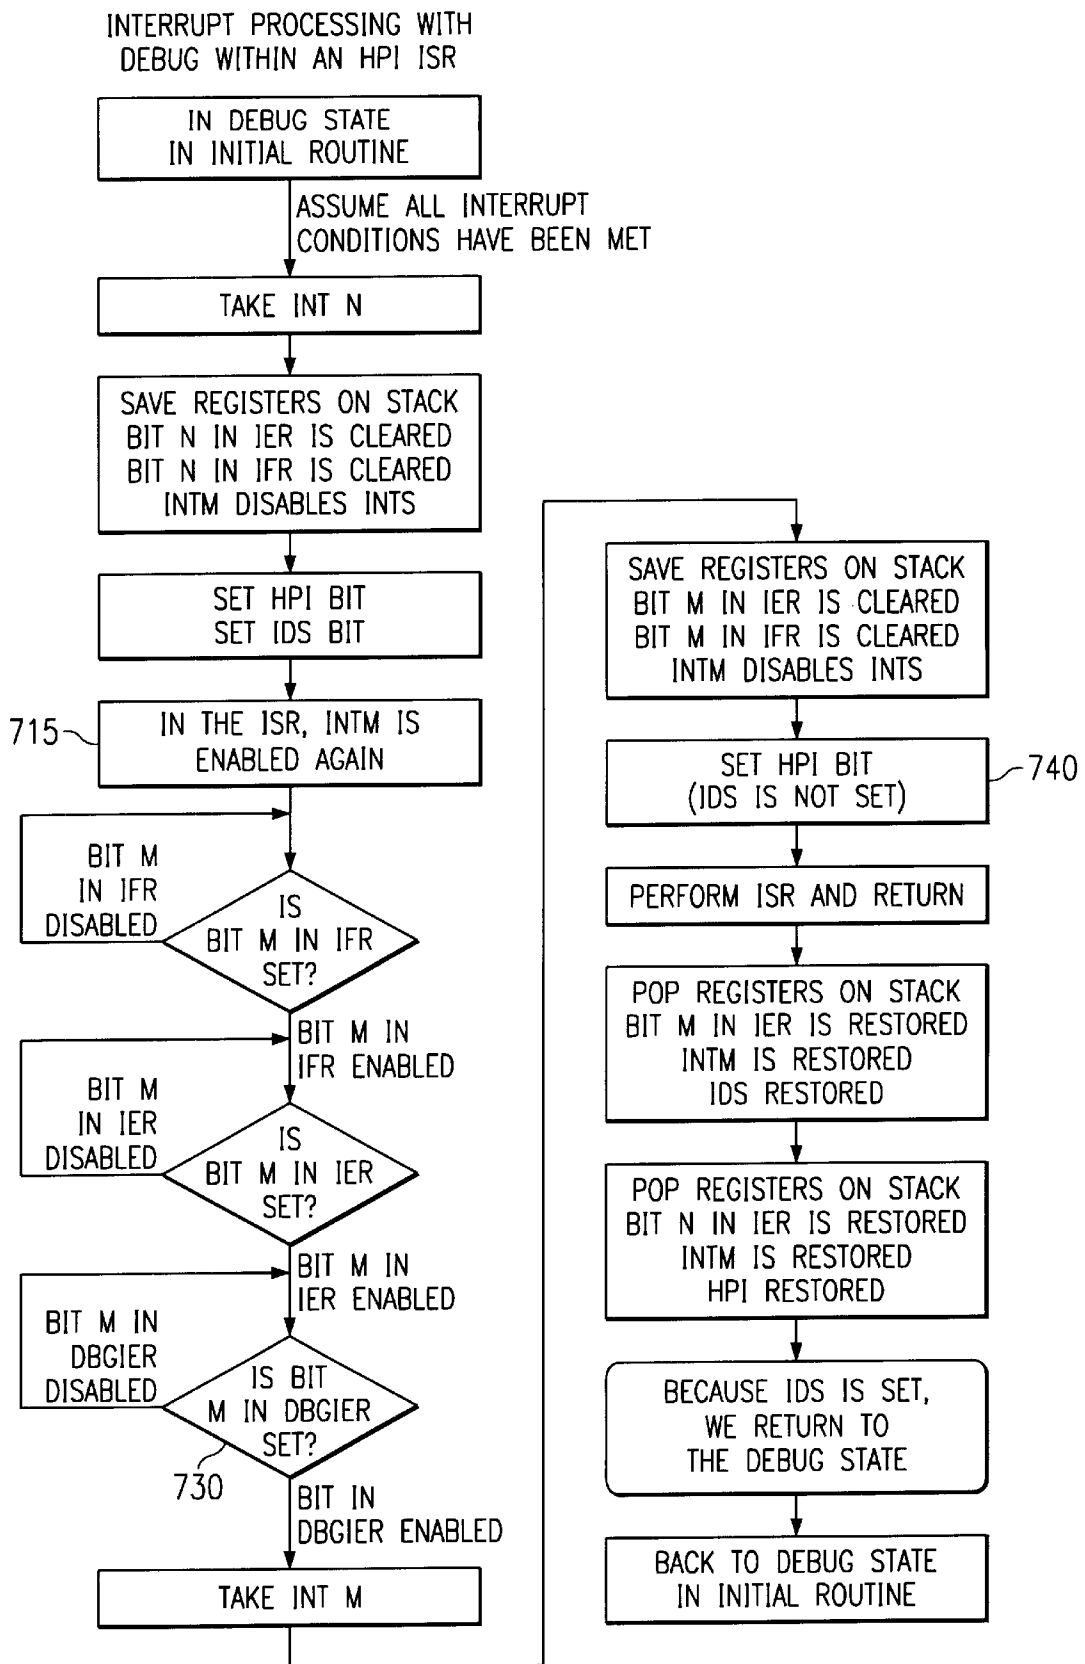 INTERRUPT PROCESSING WITH
DEBUG WITHIN AN HPI ISR
IN DEBUG STATE
IN INITIAL ROUTINE
ASSUME ALL INTERRUPT
CONDITIONS HAVE BEEN MET
TAKE INT N
SAVE REGISTERS ON STACK
BIT N IN IER IS CLEARED
BIT N IN IFR IS CLEARED
INTM DISABLES INTS
SET HPI BIT
SET IDS BIT
715
IN THE ISR, INTM IS
ENABLED AGAIN
BIT M
IN IFR
DISABLED
IS
BIT M IN IFR
SET?
BIT M IN
IFR ENABLED
BIT M
IN IER
DISABLED
IS
BIT M IN IER
SET?
BIT M IN
IER ENABLED
BIT M IN
DBGIER
DISABLED
IS BIT
M IN DBGIER
SET?
730
BIT IN
DBGIER ENABLED
TAKE INT M
SAVE REGISTERS ON STACK
BIT M IN IER IS CLEARED
BIT M IN IFR IS CLEARED
INTM DISABLES INTS
SET HPI BIT
(IDS IS NOT SET)
740
PERFORM ISR AND RETURN
POP REGISTERS ON STACK
BIT M IN IER IS RESTORED
INTM IS RESTORED
IDS RESTORED
POP REGISTERS ON STACK
BIT N IN IER IS RESTORED
INTM IS RESTORED
HPI RESTORED
BECAUSE IDS IS SET,
WE RETURN TO
THE DEBUG STATE
BACK TO DEBUG STATE
IN INITIAL ROUTINE